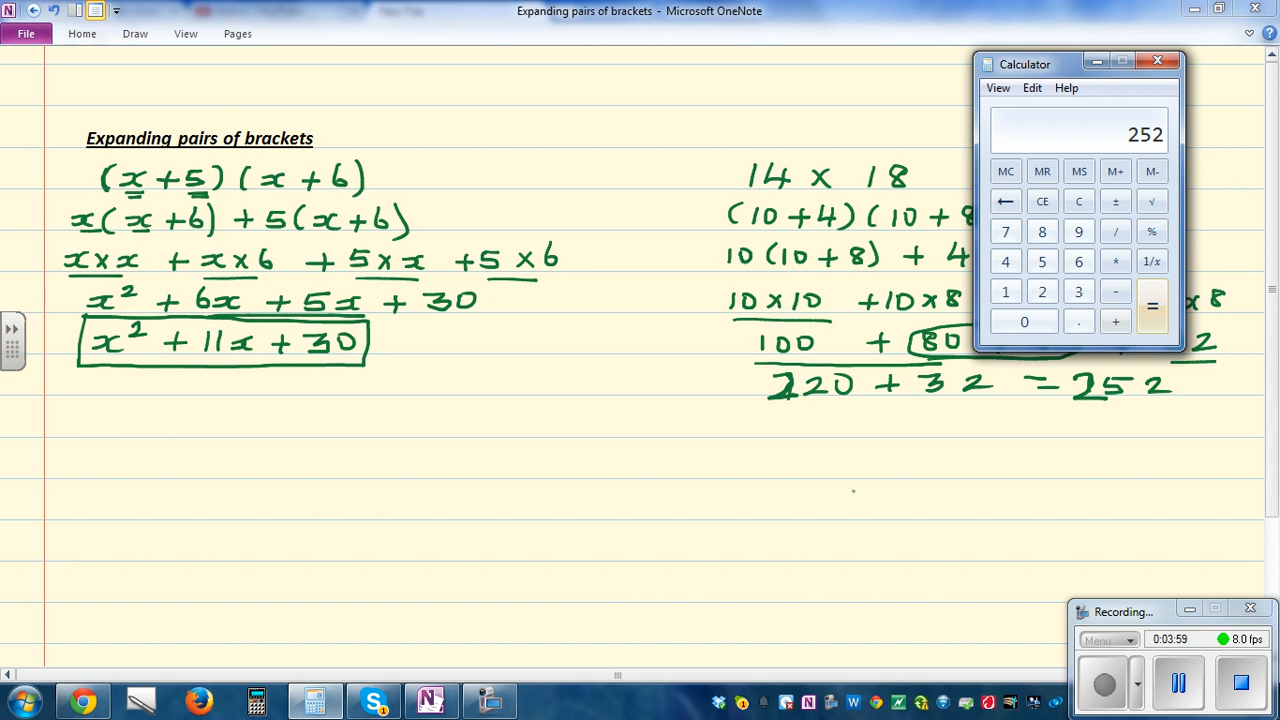 Expanding pairs of brackets - Microsoft OneNote
File Home Draw View Pages
Calculator
View Edit Help
252
MC MR MS M+ M-
← CE C ± √
7 8 9 / %
4 5 6 * 1/x
1 2 3 - =
0 . +
Expanding pairs of brackets
(x + 5) (x + 6)
x(x + 6) + 5(x + 6)
x × x + x × 6 + 5 × x + 5 × 6
x² + 6x + 5x + 30
x² + 11x + 30
14 × 18
(10 + 4) (10 + 8
10 (10 + 8) + 4
10 × 10 + 10 × 8 × 8
100 + 80 2
220 + 32 = 252
Recording...
Menu 0:03:59 8.0 fps